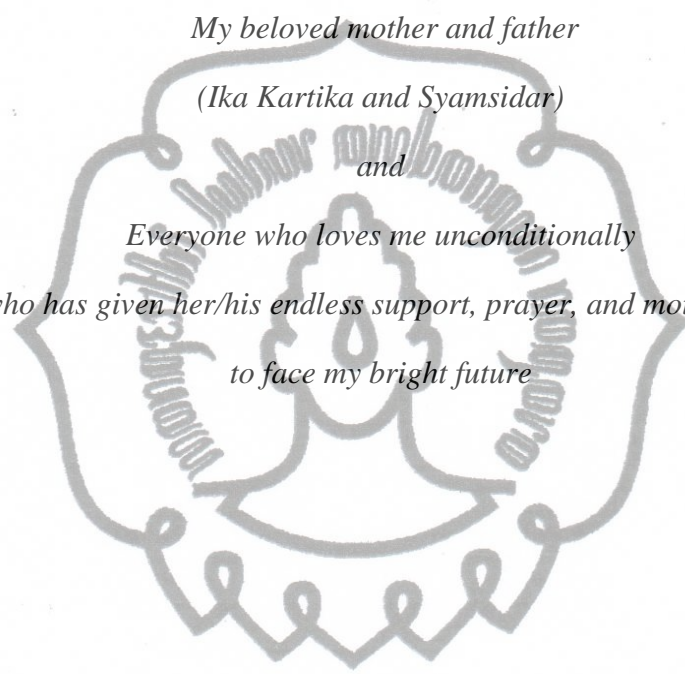 My beloved mother and father
(Ika Kartika and Syamsidar)
and
Everyone who loves me unconditionally
who has given her/his endless support, prayer, and
to face my bright future